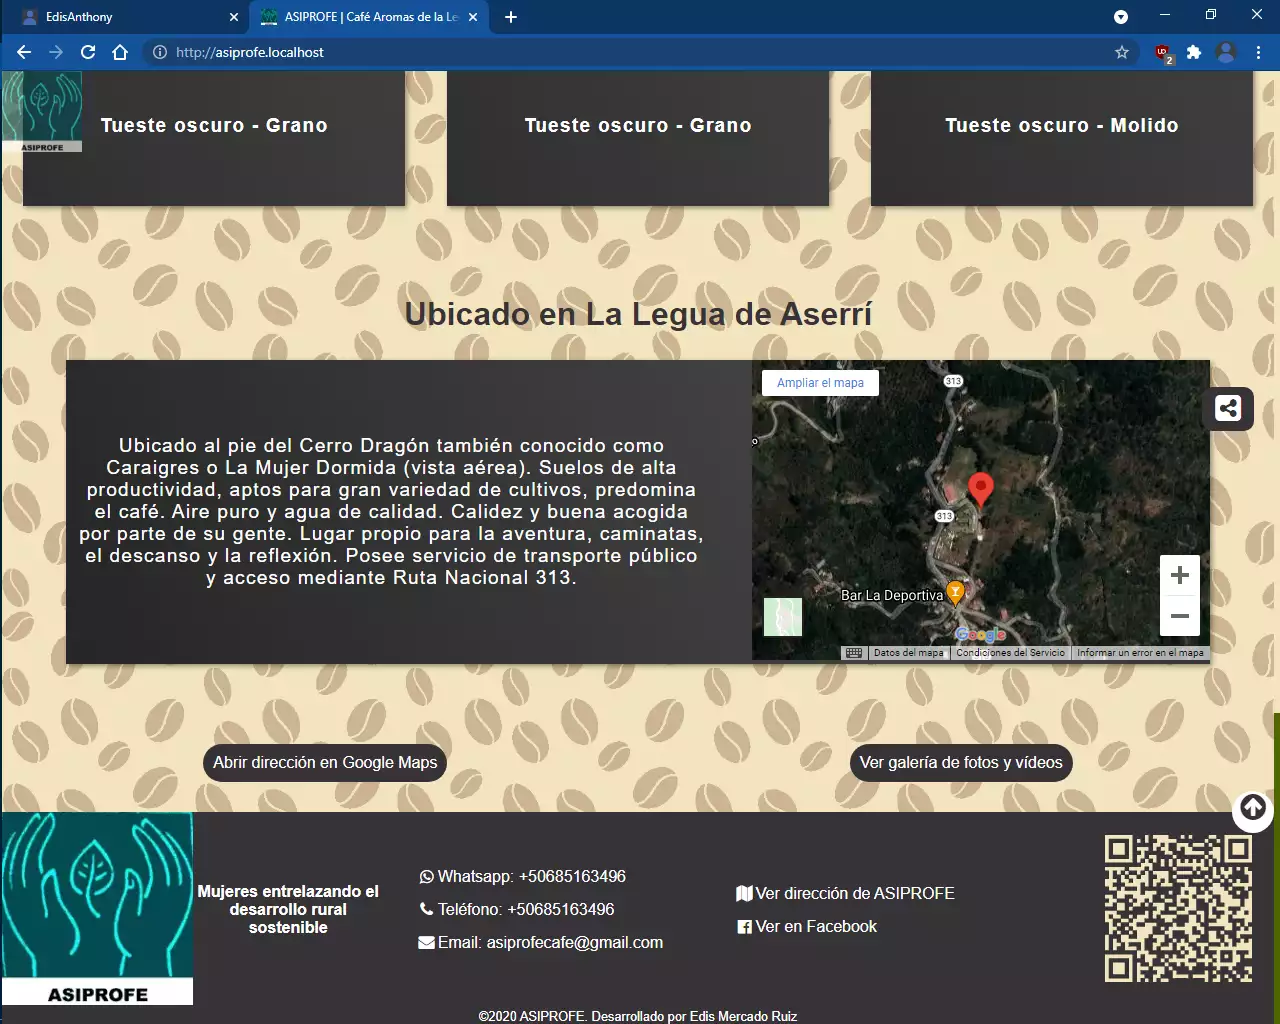 EdisAnthony
ASIPROFE | Café Aromas de la Le
http://asiprofe.localhost
2
ASIPROFE
Tueste oscuro - Grano
Tueste oscuro - Grano
Tueste oscuro - Molido
Ubicado en La Legua de Aserrí
Ubicado al pie del Cerro Dragón también conocido como
Caraigres o La Mujer Dormida (vista aérea). Suelos de alta
productividad, aptos para gran variedad de cultivos, predomina
el café. Aire puro y agua de calidad. Calidez y buena acogida
por parte de su gente. Lugar propio para la aventura, caminatas,
el descanso y la reflexión. Posee servicio de transporte público
y acceso mediante Ruta Nacional 313.
Ampliar el mapa
313
o
313
Bar La Deportiva
Google
Datos del mapa
Condiciones del Servicio
Informar un error en el mapa
Abrir dirección en Google Maps
Ver galería de fotos y vídeos
ASIPROFE
Mujeres entrelazando el
desarrollo rural
sostenible
Whatsapp: +50685163496
Teléfono: +50685163496
Email: asiprofecafe@gmail.com
Ver dirección de ASIPROFE
Ver en Facebook
©2020 ASIPROFE. Desarrollado por Edis Mercado Ruiz